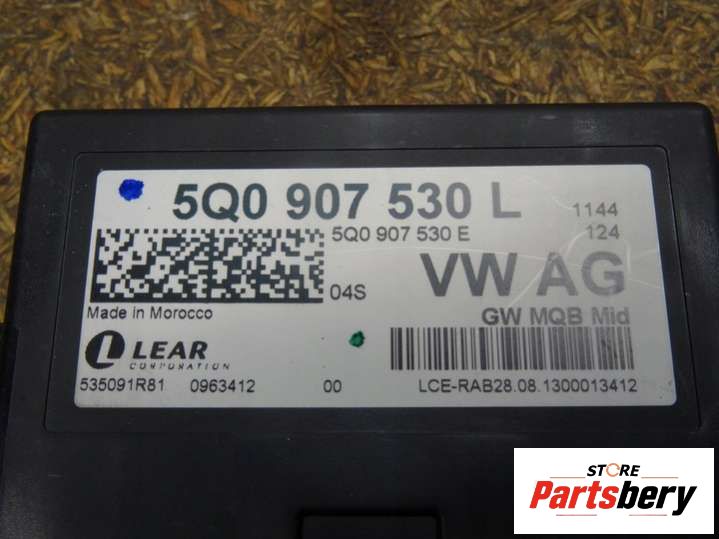 5Q0 907 530 L 1144
5Q0 907 530 E 124
04S VW AG
Made in Morocco GW MQB Mid
LEAR
CORPORATION
535091R81 0963412 00 LCE-RAB28.08.1300013412
STORE
Partsbery